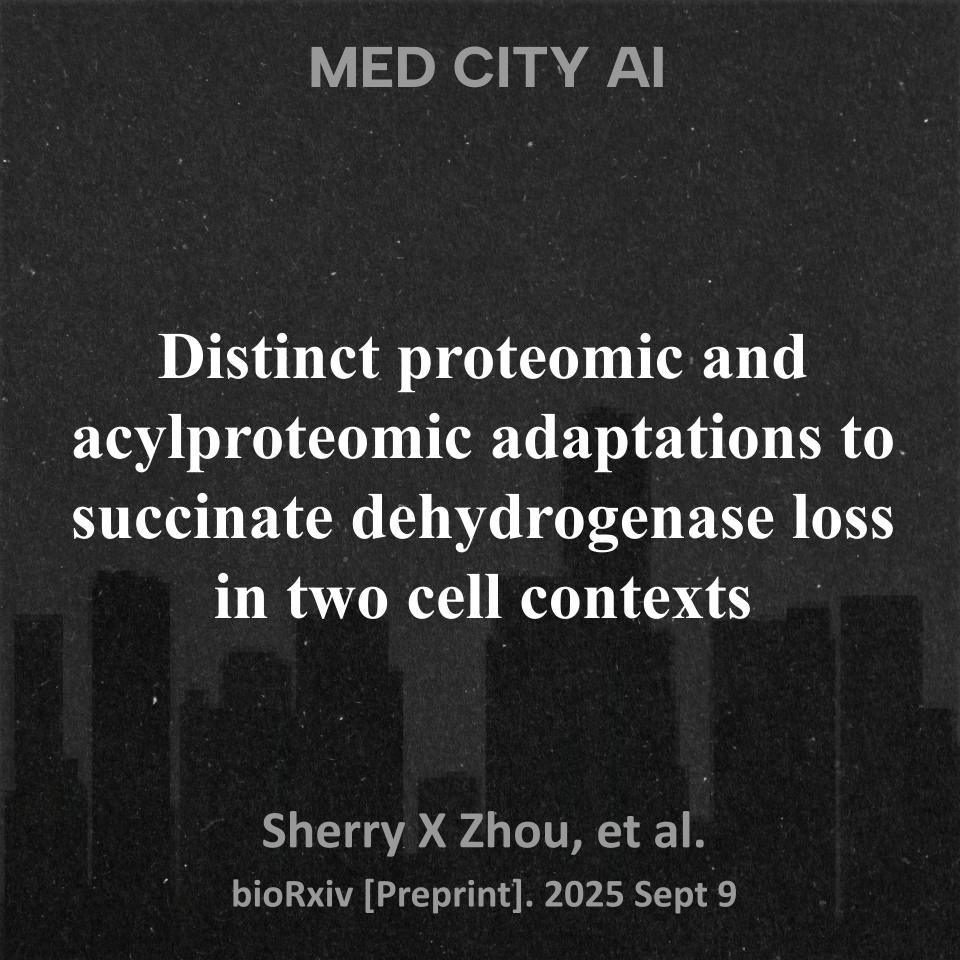 MED CITY AI
Distinct proteomic and
acylproteomic adaptations to
succinate dehydrogenase loss
in two cell contexts
Sherry X Zhou, et al.
bioRxiv [Preprint]. 2025 Sept 9